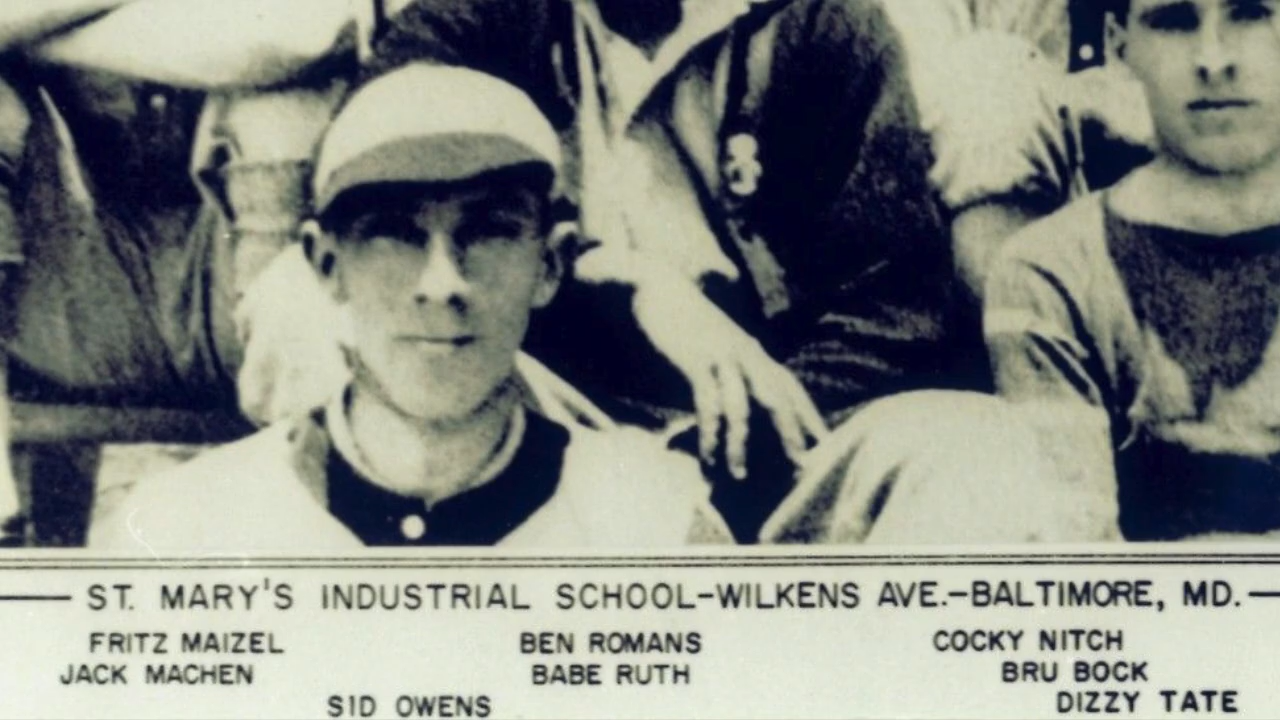 ST. MARY'S INDUSTRIAL SCHOOL-WILKENS AVE.-BALTIMORE, MD.
FRITZ MAIZEL BEN ROMANS COCKY NITCH
JACK MACHEN BABE RUTH BRU BOCK
SID OWENS DIZZY TATE